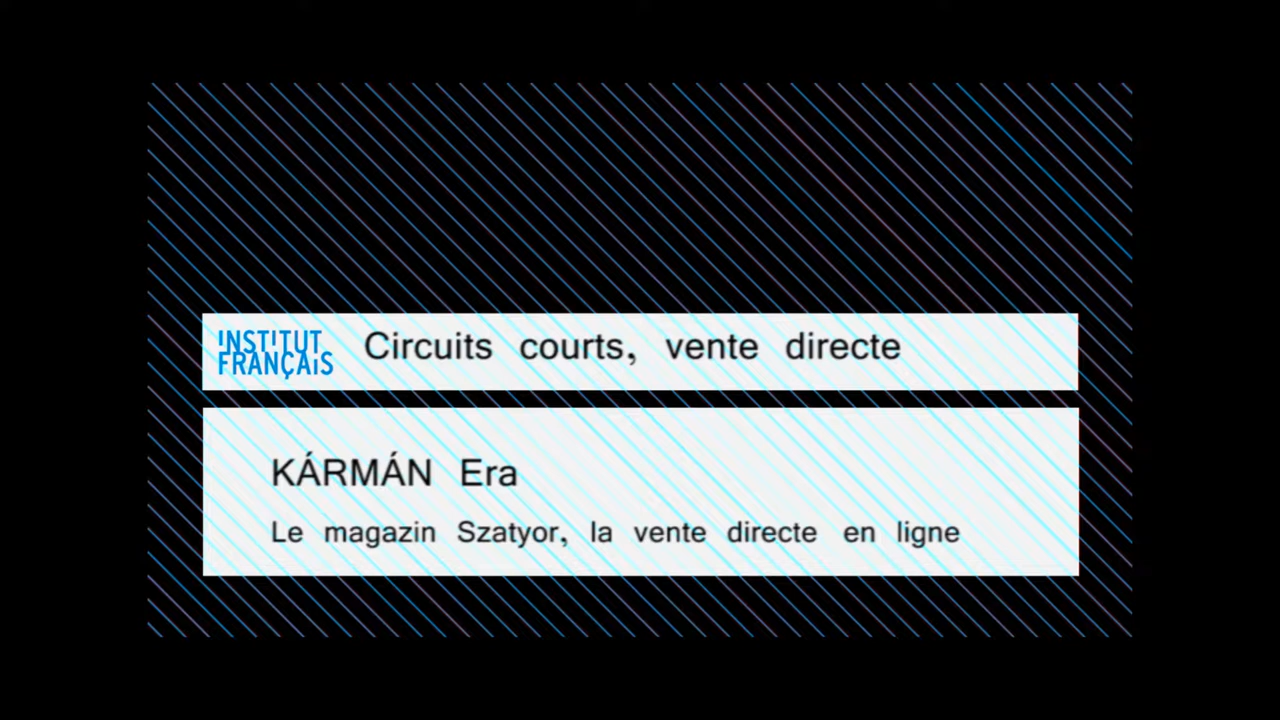 INSTITUT
FRANÇAIS
Circuits courts, vente directe
KÁRMÁN Era
Le magazin Szatyor, la vente directe en ligne